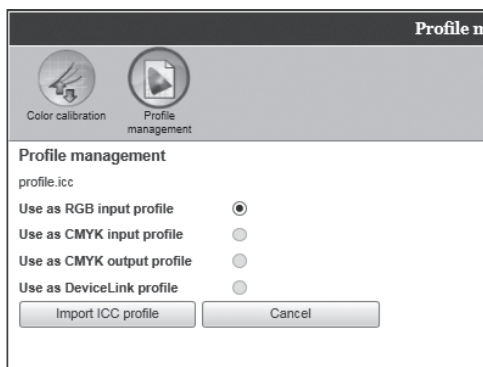 Profile
Color calibration
Profile
management
Profile management
profile.icc
Use as RGB input profile
Use as CMYK input profile
Use as CMYK output profile
Use as DeviceLink profile
Import ICC profile
Cancel